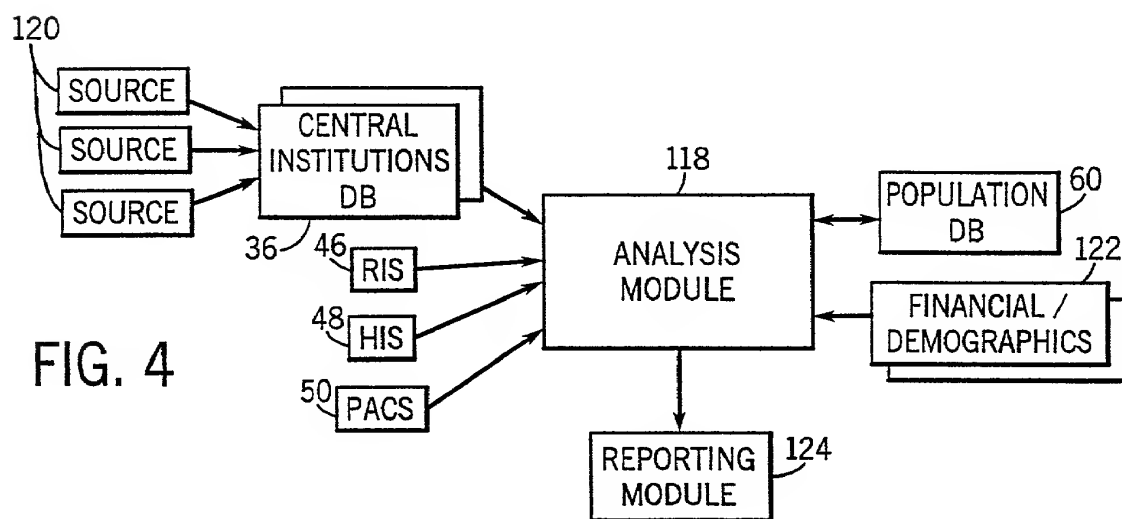 120
SOURCE
SOURCE
SOURCE
CENTRAL
INSTITUTIONS
DB
36
46
RIS
48
HIS
50
PACS
FIG. 4
118
ANALYSIS
MODULE
POPULATION
DB
60
122
FINANCIAL /
DEMOGRAPHICS
REPORTING
MODULE
124